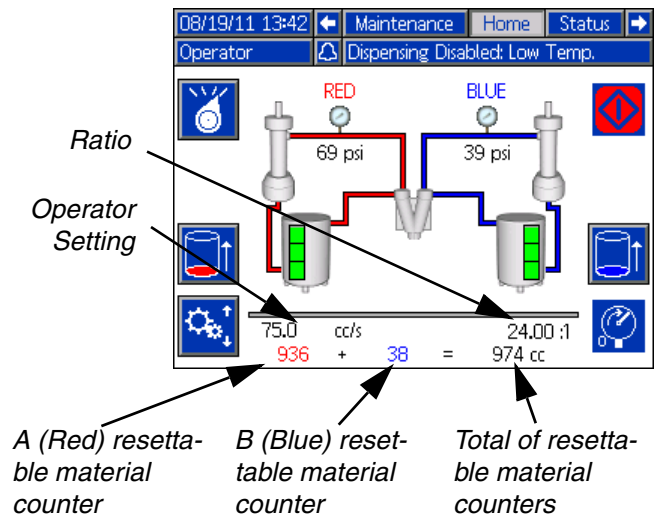 08/19/11 13:42 Maintenance Home Status
Operator Dispensing Disabled: Low Temp.
RED BLUE
69 psi 39 psi
Ratio
Operator
Setting
75.0 cc/s 24.00 :1
936 + 38 = 974 cc
0
A (Red) resetta-
ble material
counter
B (Blue) reset-
table material
counter
Total of resetta-
ble material
counters